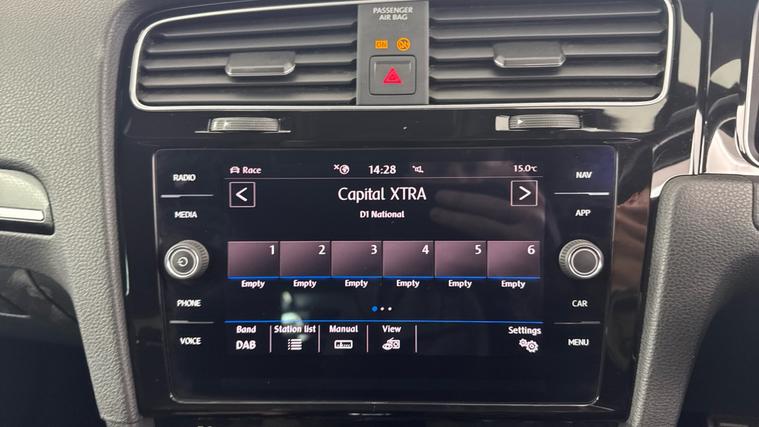 PASSENGER
AIR BAG
ON
RADIO
MEDIA
PHONE
VOICE
Race 14:28 15.0°C
Capital XTRA
D1 National
1 2 3 4 5 6
Empty Empty Empty Empty Empty Empty
Band Station list Manual View Settings
DAB
NAV
APP
CAR
MENU